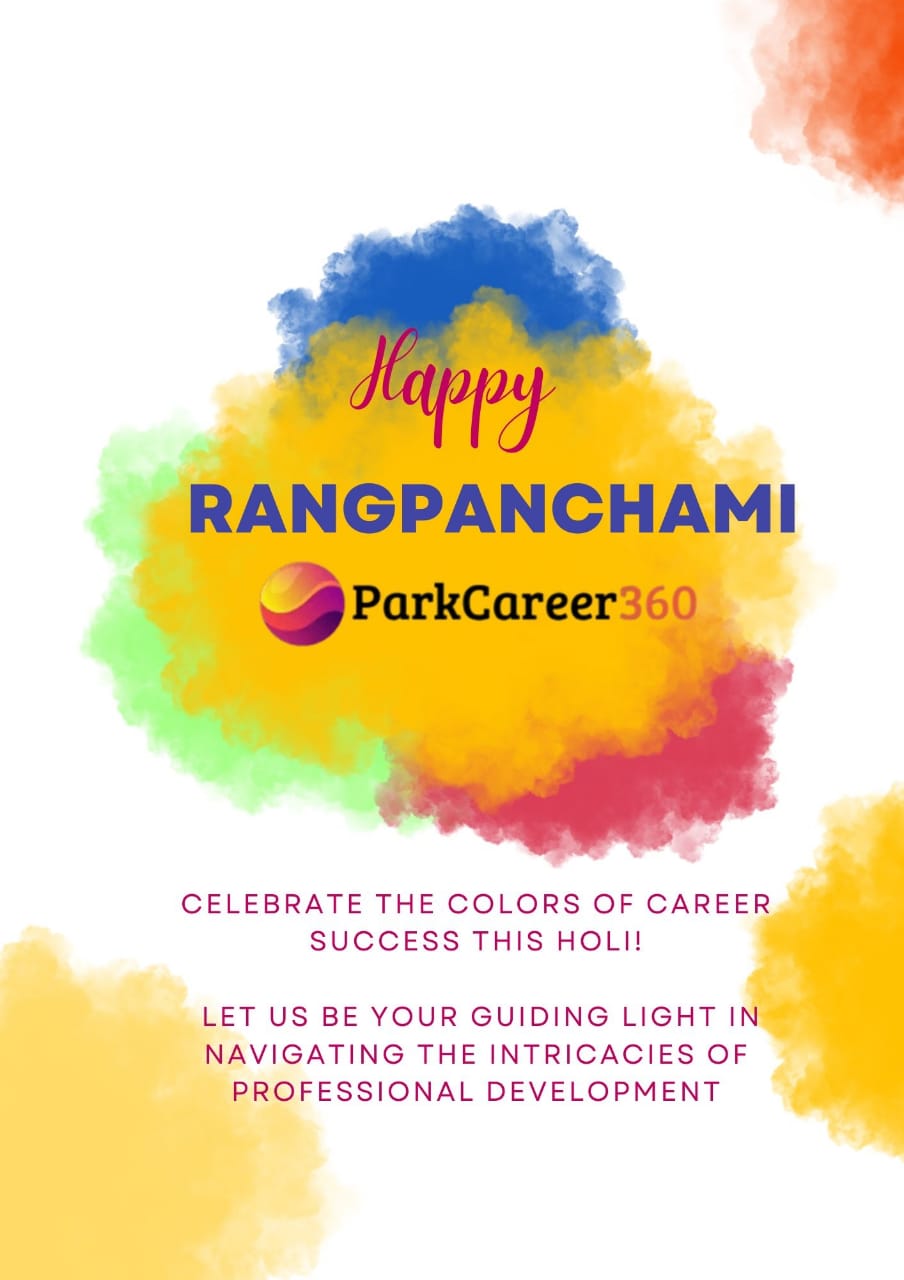 Happy
RANGPANCHAMI
ParkCareer360
CELEBRATE THE COLORS OF CAREER
SUCCESS THIS HOLI!
LET US BE YOUR GUIDING LIGHT IN
NAVIGATING THE INTRICACIES OF
PROFESSIONAL DEVELOPMENT